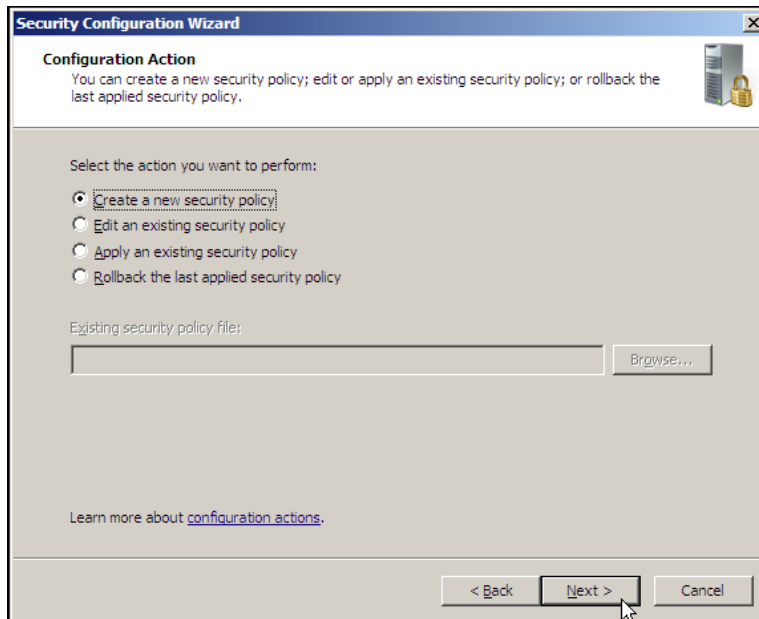 Security Configuration Wizard
Configuration Action
You can create a new security policy; edit or apply an existing security policy; or rollback the
last applied security policy.
Select the action you want to perform:
Create a new security policy
Edit an existing security policy
Apply an existing security policy
Rollback the last applied security policy
Existing security policy file:
Browse...
Learn more about configuration actions.
< Back Next > Cancel